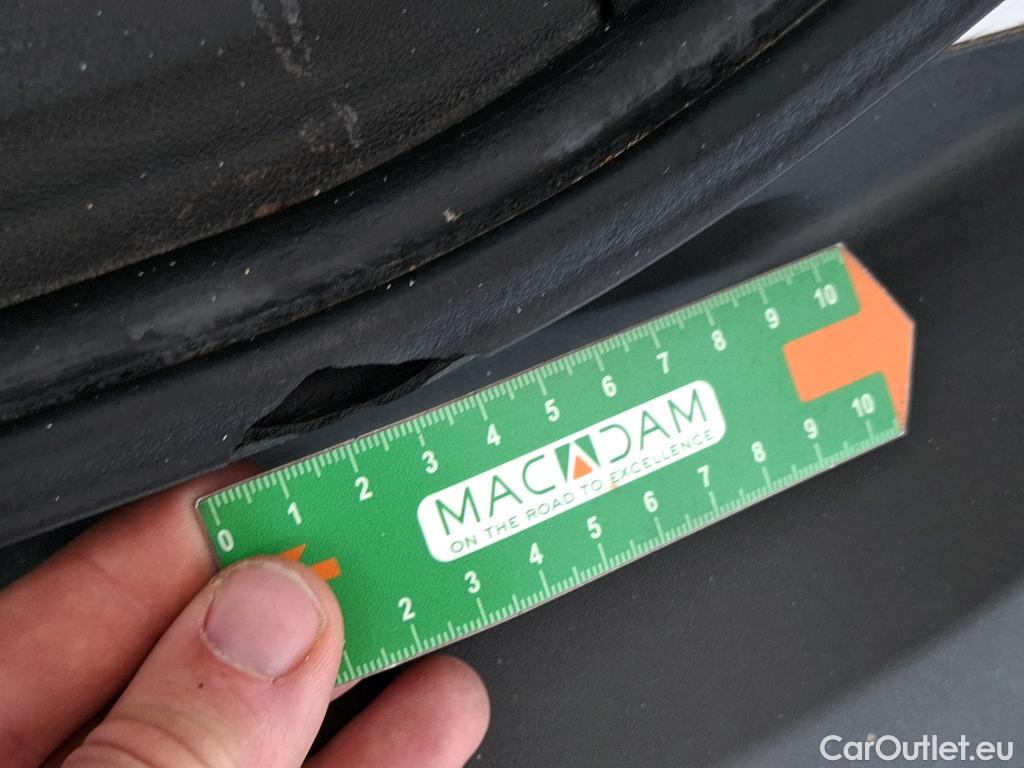 0 1 2 3 4 5 6 7 8 9 10
MACADAM
ON THE ROAD TO EXCELLENCE
2 3 4 5 6 7 8 9 10
CarOutlet.eu